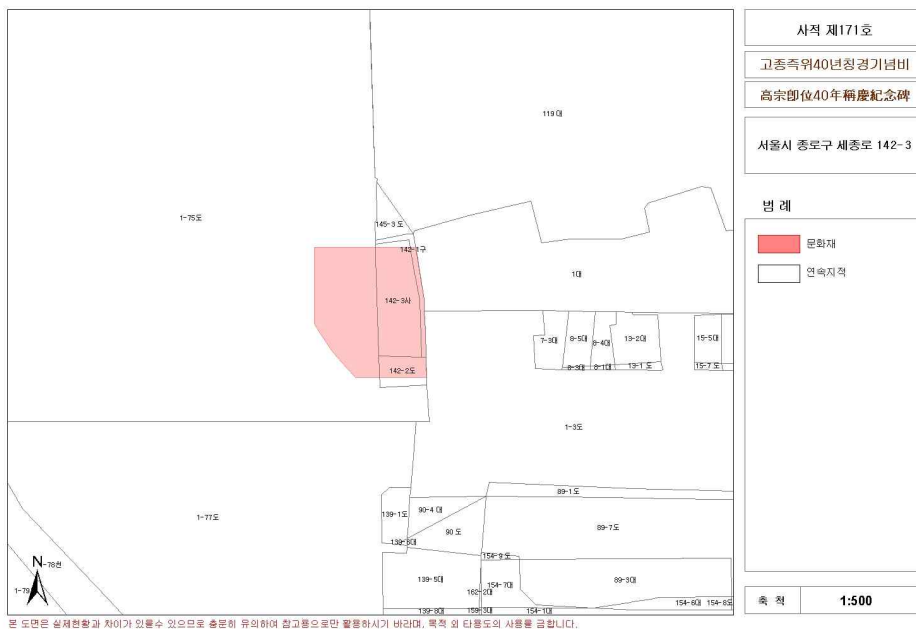 사적 제171호
고종즉위40년칭경기념비
高宗卽位40年稱慶紀念碑
서울시 종로구 세종로 142-3
범 례
문화재
연속지적
축 척 1:500
119 대
1-75도
145-3 도
142-1구
142-3사
142-2도
1대
7-3대
8-5대
8-4대
13-2대
15-5대
8-3대
8-1대
13-1 도
15-7 도
1-3도
89-1 도
1-77도
139-1도
90-4 대
90 도
89-7도
139-6대
154-9 도
139-5대
154-7대
162-2대
89-3대
139-8대
159-3대
154-1대
154-6대
154-8도
N
1-78천
1-79
본 도면은 실제현황과 차이가 있을수 있으므로 충분히 유의하여 참고용으로만 활용하시기 바라며, 목적 외 타용도의 사용을 금합니다.